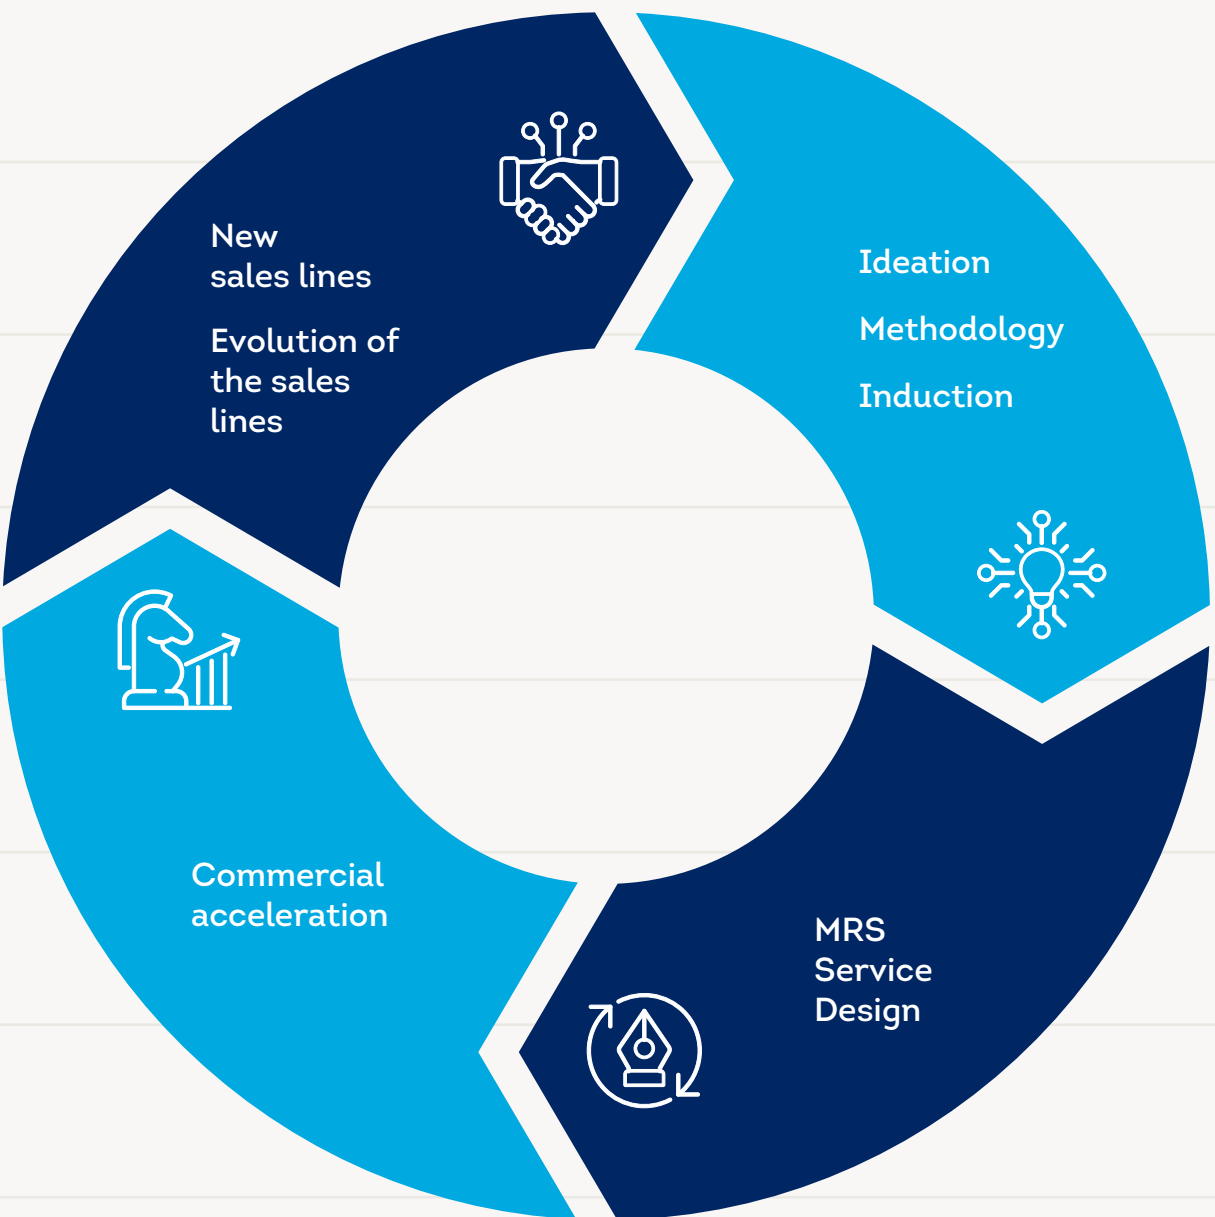 New
sales lines
Evolution of
the sales
lines
Ideation
Methodology
Induction
Commercial
acceleration
MRS
Service
Design